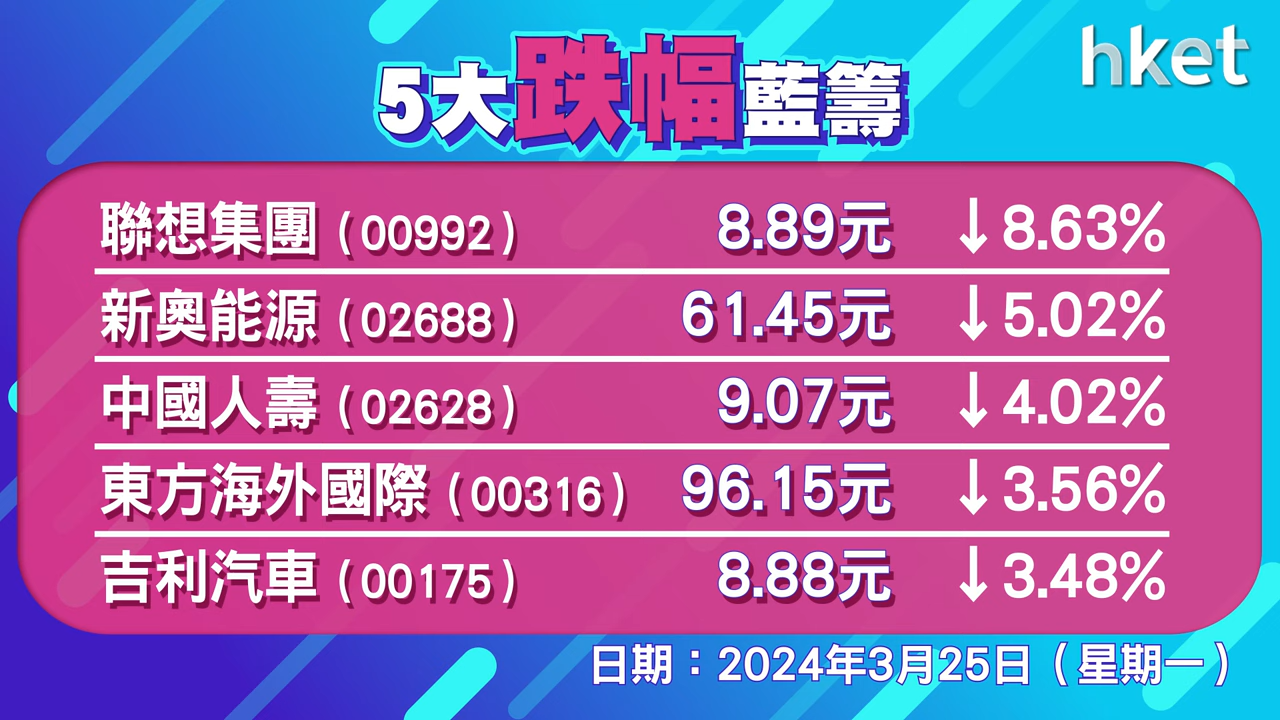 hket
5大跌幅藍籌
聯想集團（00992） 8.89元 ↓8.63%
新奧能源（02688） 61.45元 ↓5.02%
中國人壽（02628） 9.07元 ↓4.02%
東方海外國際（00316） 96.15元 ↓3.56%
吉利汽車（00175） 8.88元 ↓3.48%
日期：2024年3月25日（星期一）